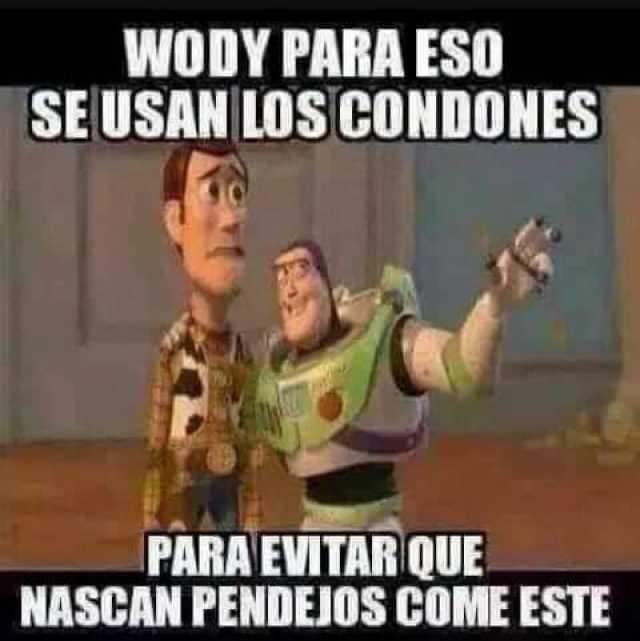 WODY PARA ESO
SE USAN LOS CONDONES
PARA EVITAR QUE
NASCAN PENDEJOS COME ESTE